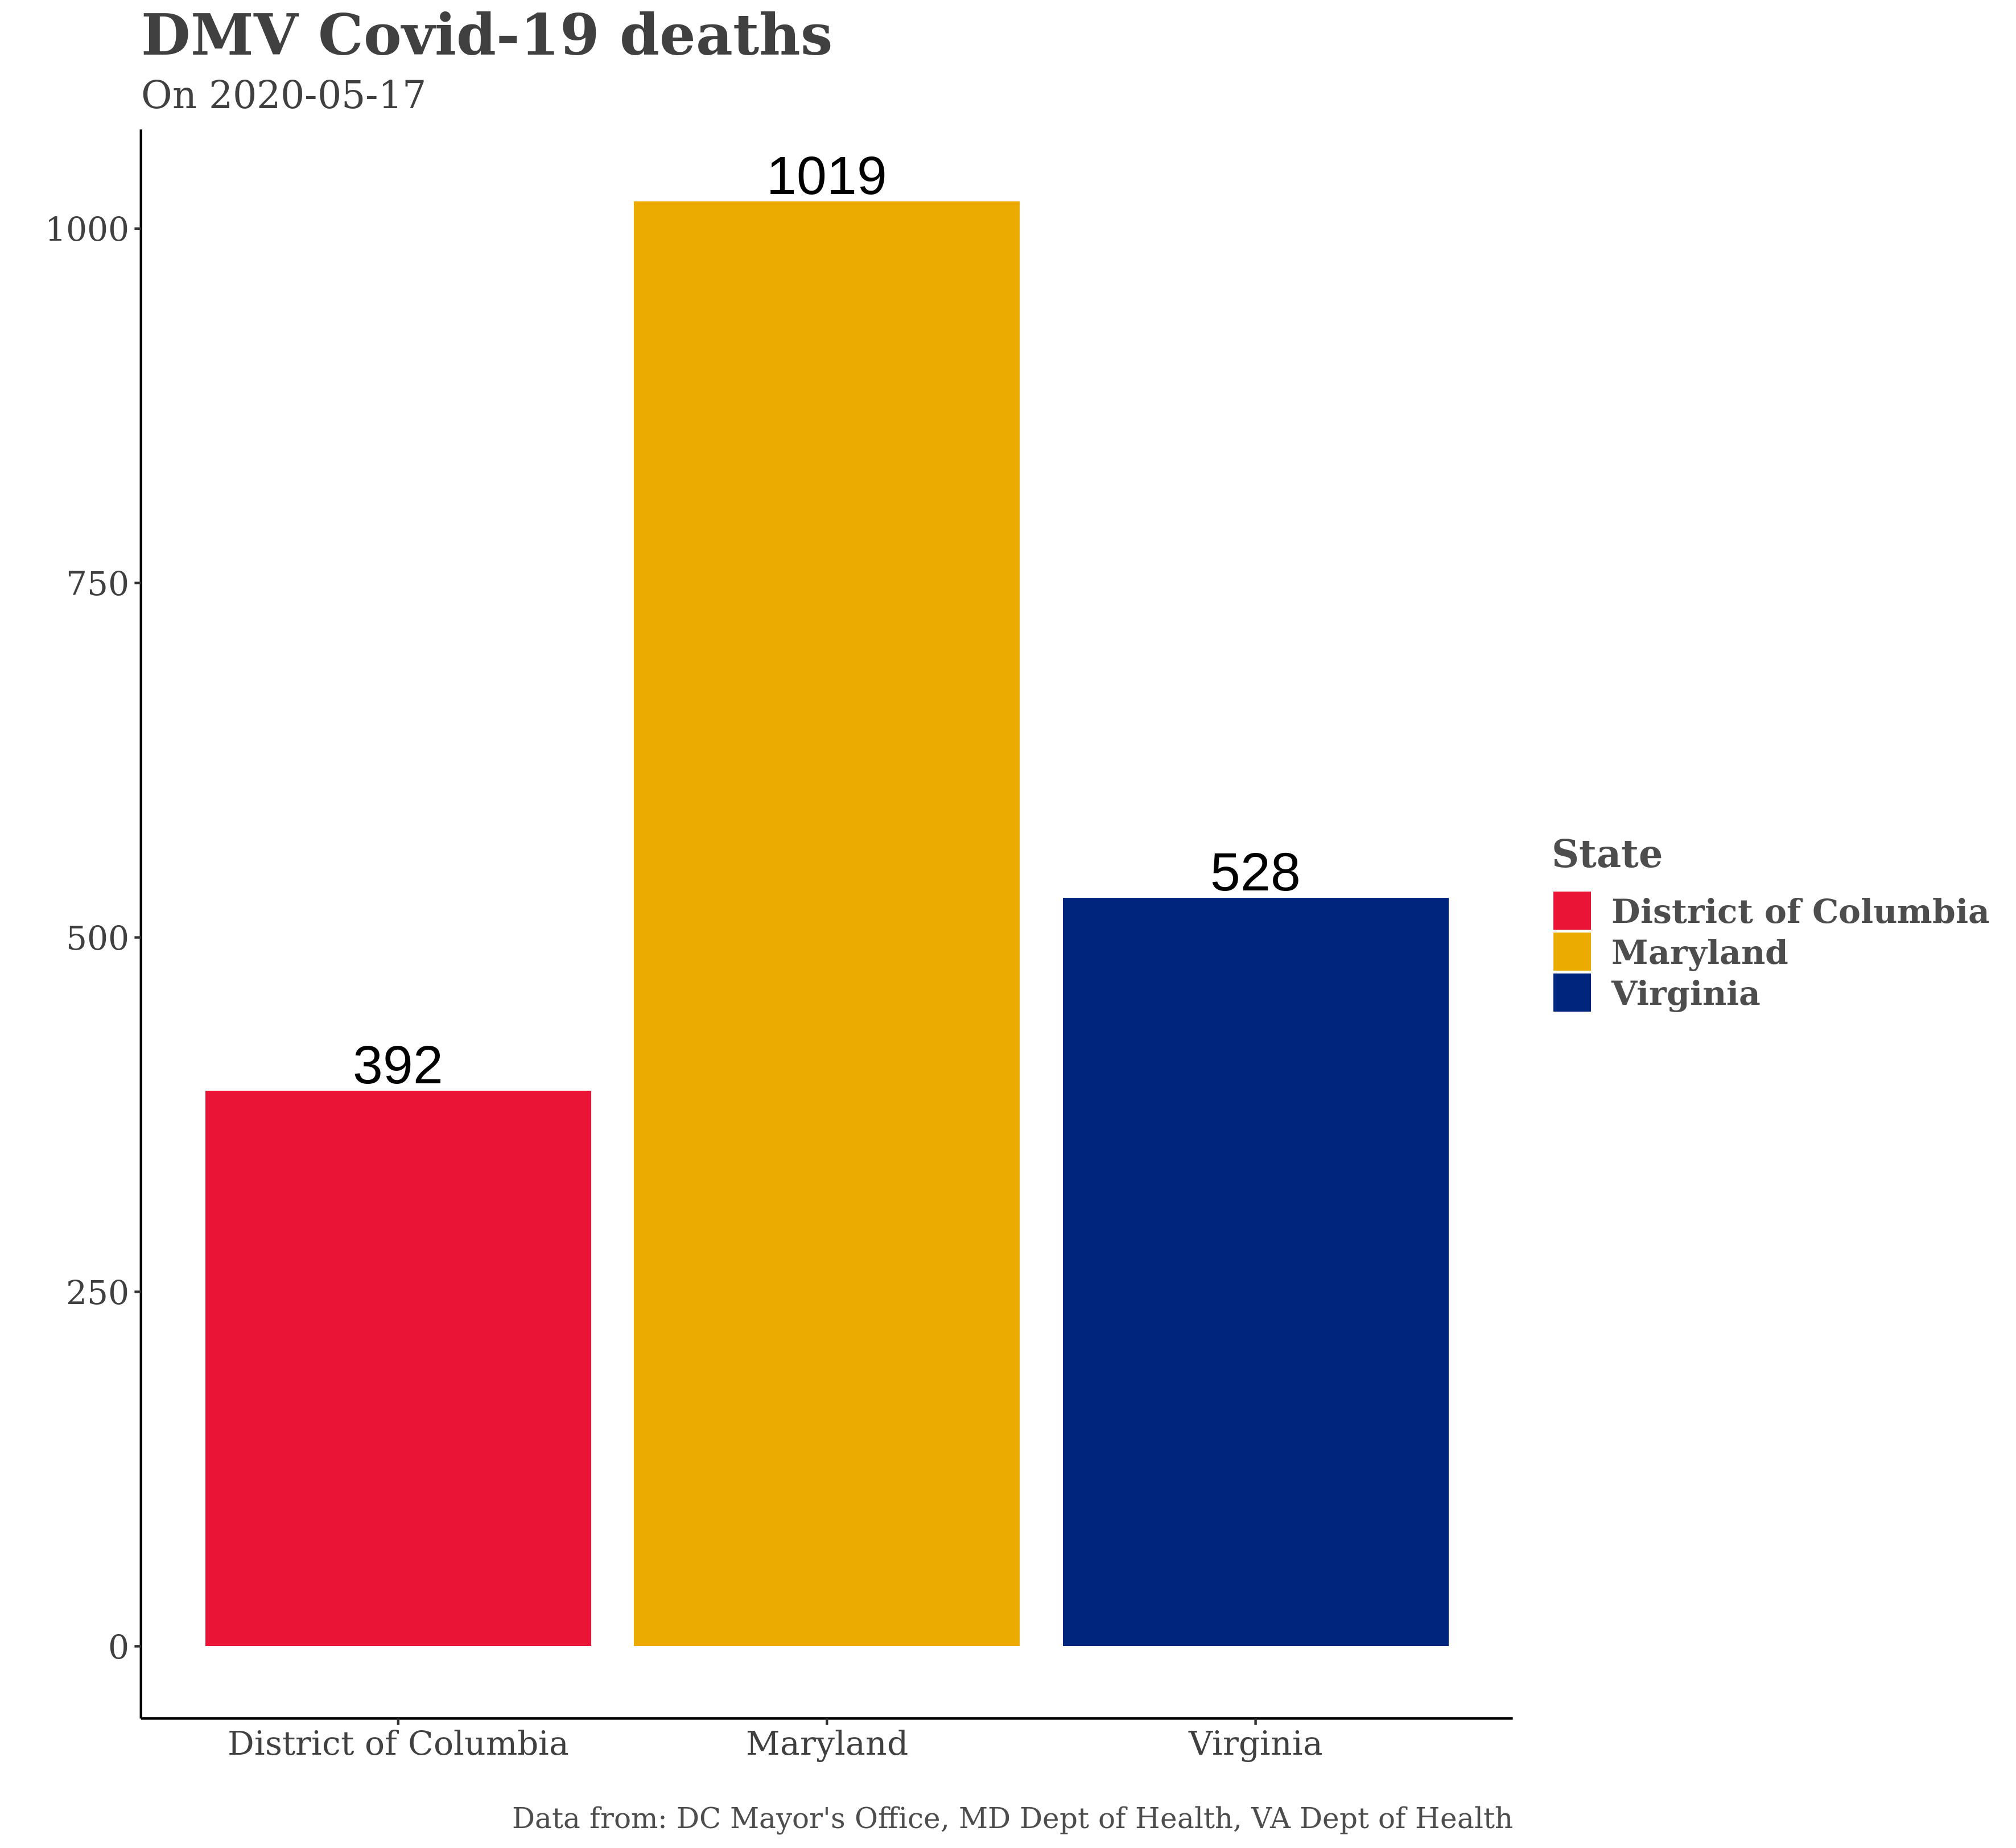 DMV Covid-19 deaths
On 2020-05-17
1019
1000
750
528
500
392
250
0
State
District of Columbia
Maryland
Virginia
District of Columbia Maryland Virginia
Data from: DC Mayor's Office, MD Dept of Health, VA Dept of Health